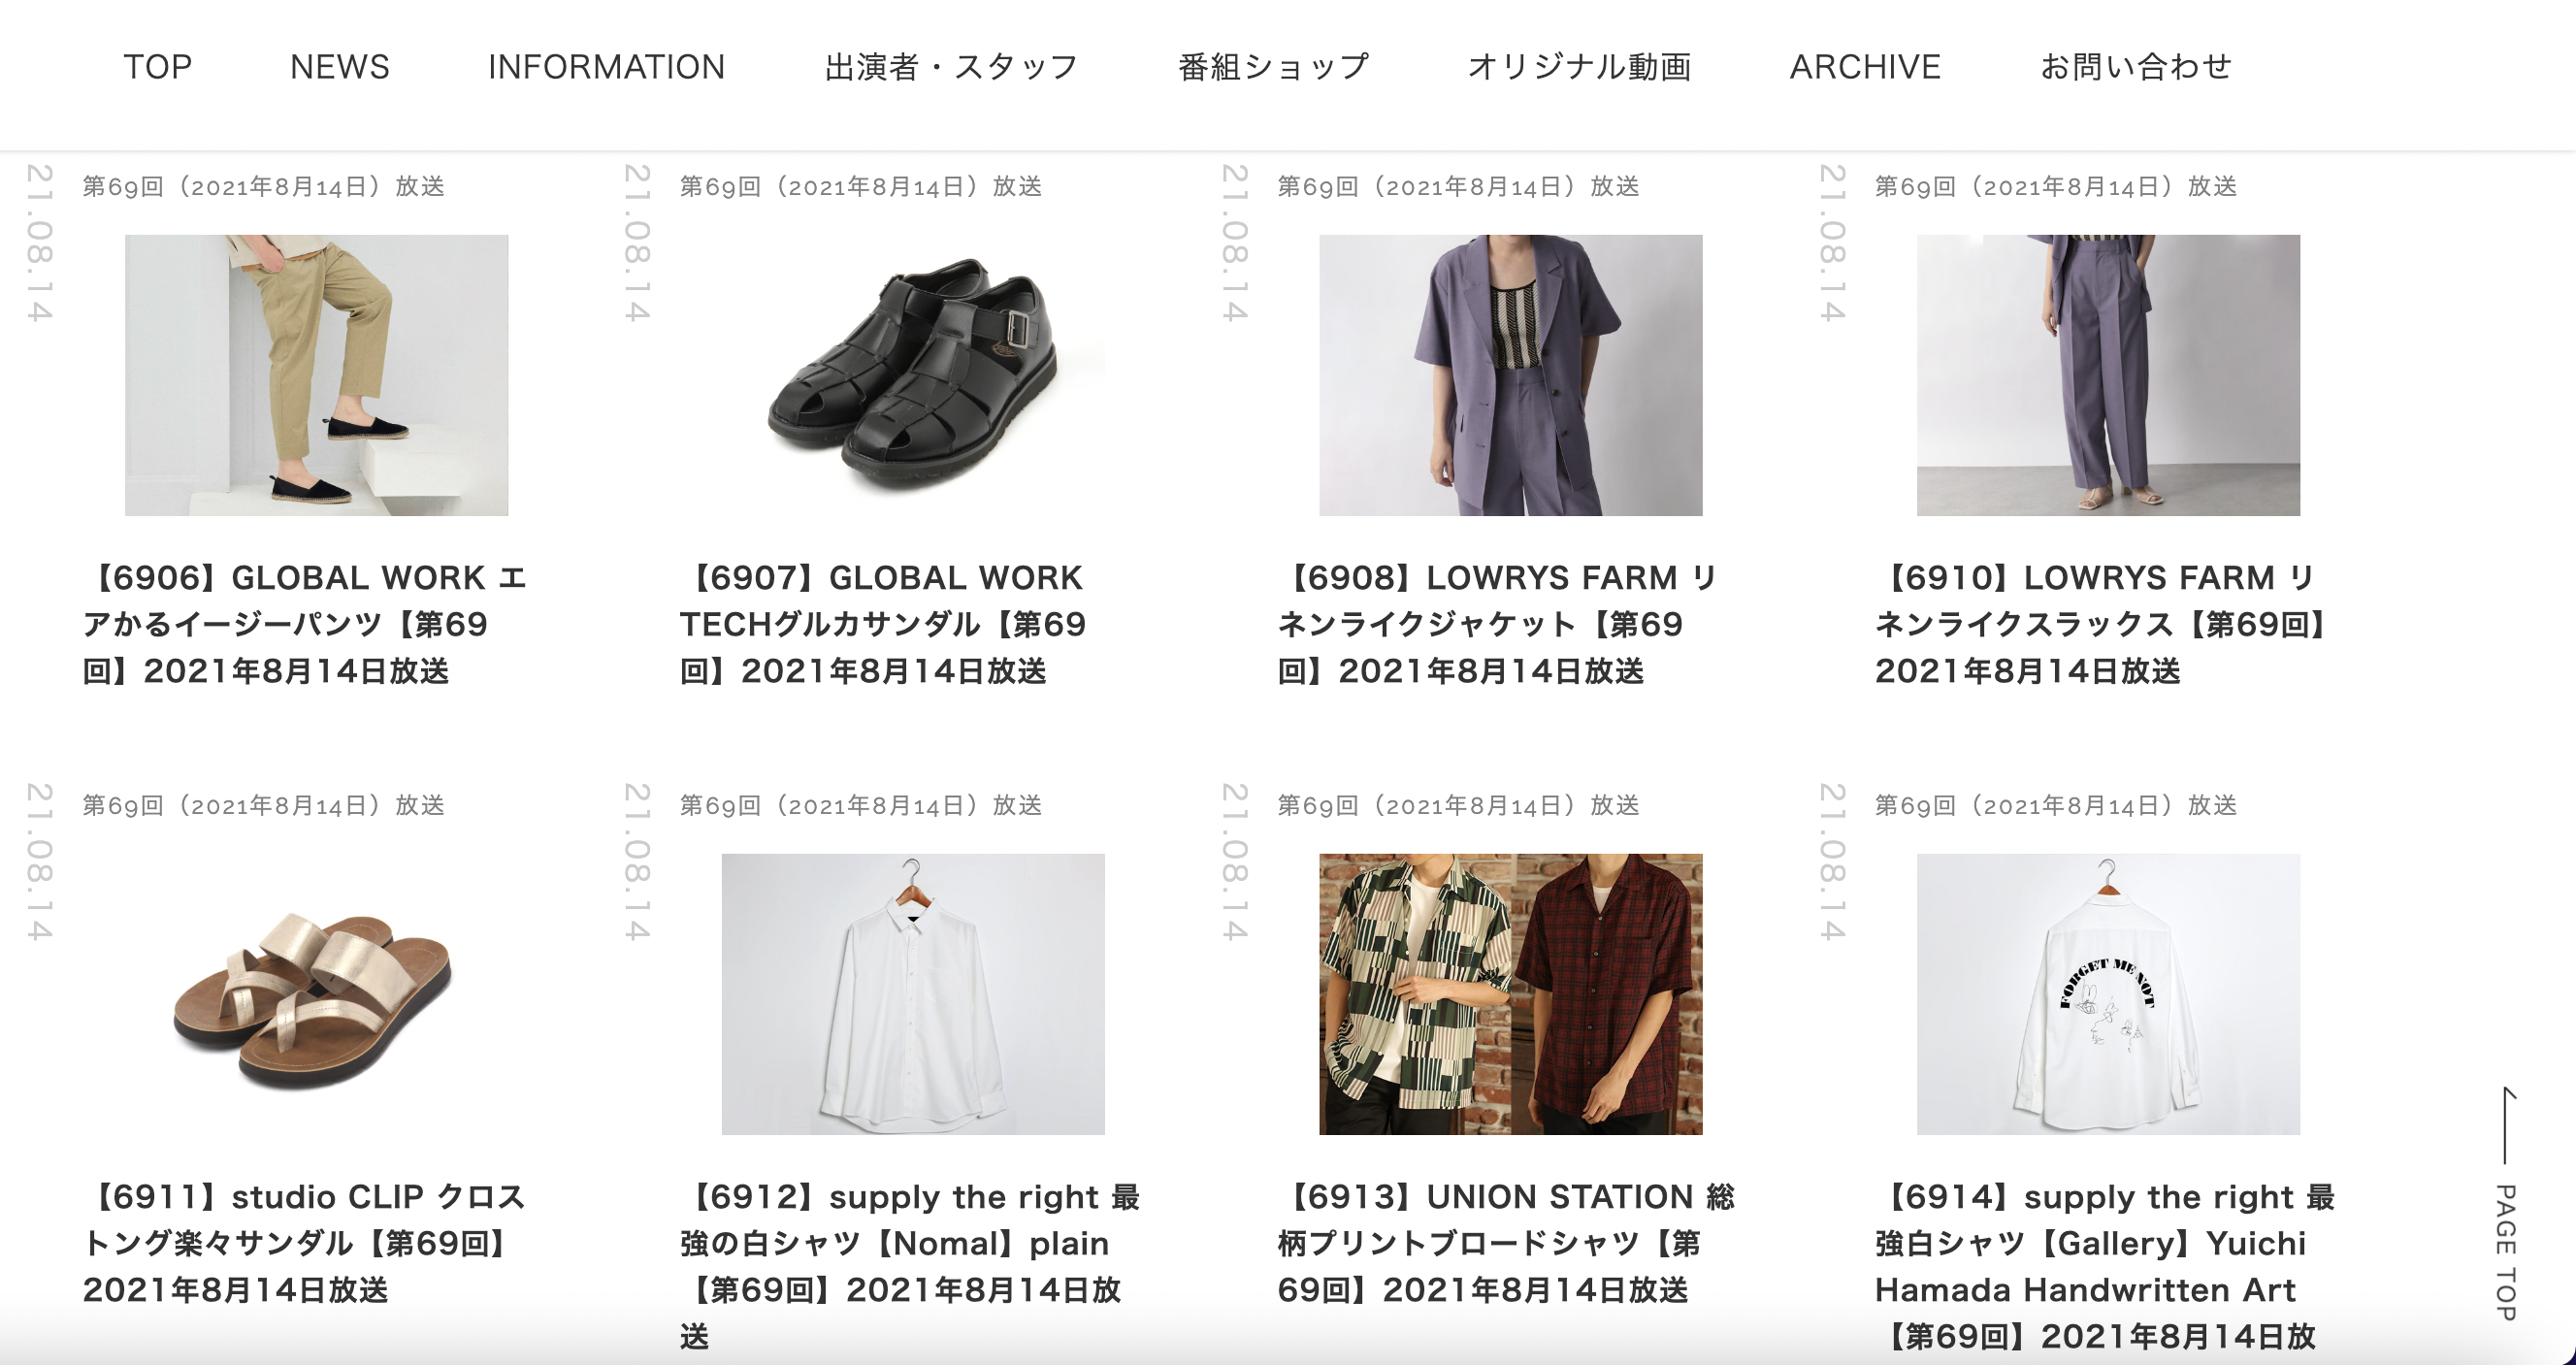 TOP NEWS INFORMATION 出演者・スタッフ 番組ショップ オリジナル動画 ARCHIVE お問い合わせ
21.08.14
第69回（2021年8月14日）放送
【6906】GLOBAL WORK エ
アかるイージーパンツ【第69
回】2021年8月14日放送
21.08.14
第69回（2021年8月14日）放送
【6907】GLOBAL WORK
TECHグルカサンダル【第69
回】2021年8月14日放送
21.08.14
第69回（2021年8月14日）放送
【6908】LOWRYS FARM リ
ネンライクジャケット【第69
回】2021年8月14日放送
21.08.14
第69回（2021年8月14日）放送
【6910】LOWRYS FARM リ
ネンライクスラックス【第69回】
2021年8月14日放送
21.08.14
第69回（2021年8月14日）放送
【6911】studio CLIP クロス
トング楽々サンダル【第69回】
2021年8月14日放送
21.08.14
第69回（2021年8月14日）放送
【6912】supply the right 最
強の白シャツ【Nomal】plain
【第69回】2021年8月14日放
送
21.08.14
第69回（2021年8月14日）放送
【6913】UNION STATION 総
柄プリントブロードシャツ【第
69回】2021年8月14日放送
21.08.14
第69回（2021年8月14日）放送
FORGET ME NOT
【6914】supply the right 最
強白シャツ【Gallery】Yuichi
Hamada Handwritten Art
【第69回】2021年8月14日放
PAGE TOP